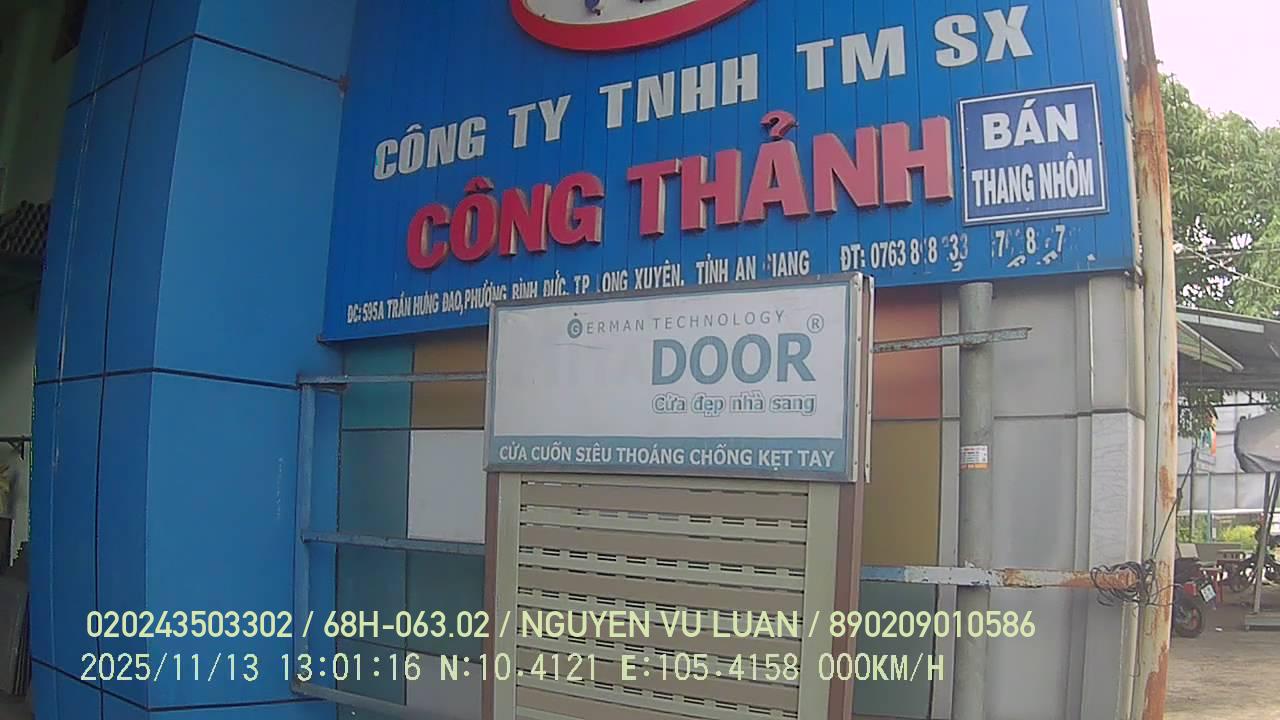 CÔNG TY TNHH TM SX
CÔNG THẢNH
BÁN
THANG NHÔM
ĐC: 595A TRẦN HƯNG ĐẠO, PHƯỜNG BÌNH ĐỨC, TP LONG XUYÊN, TỈNH AN GIANG ĐT: 0763
GERMAN TECHNOLOGY
DOOR®
Cửa đẹp nhà sang
CỬA CUỐN SIÊU THOÁNG CHỐNG KẸT TAY
020243503302 / 68H-063.02 / NGUYEN VU LUAN / 890209010586
2025/11/13 13:01:16 N:10.4121 E:105.4158 000KM/H